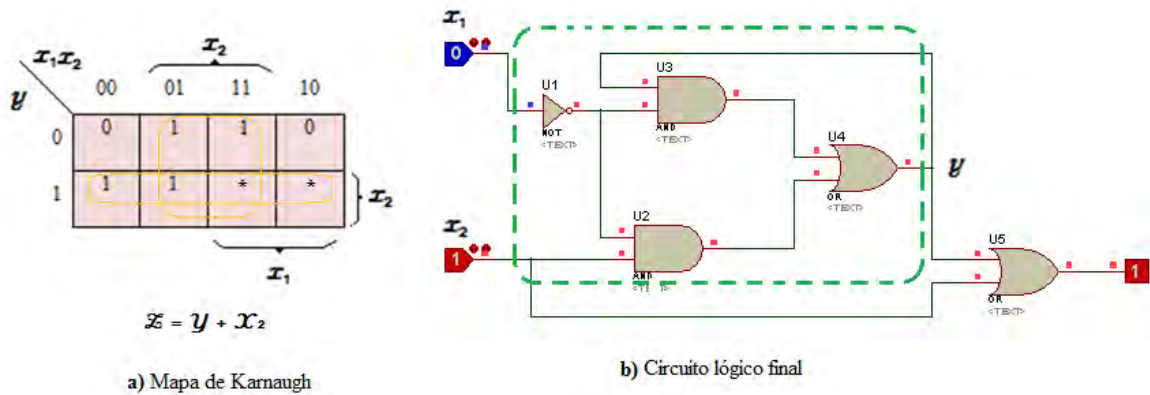 x₂
x₁x₂
y
00 01 11 10
0 0 1 1 0
1 1 1 * * x₂
x₁
z = y + x₂
a) Mapa de Karnaugh
x₁
0
U1
NOT
<TEXT>
U3
AND
<TEXT>
U4
OR
<TEXT>
y
x₂
1
U2
AND
<TEXT>
U5
OR
<TEXT>
1
b) Circuito lógico final